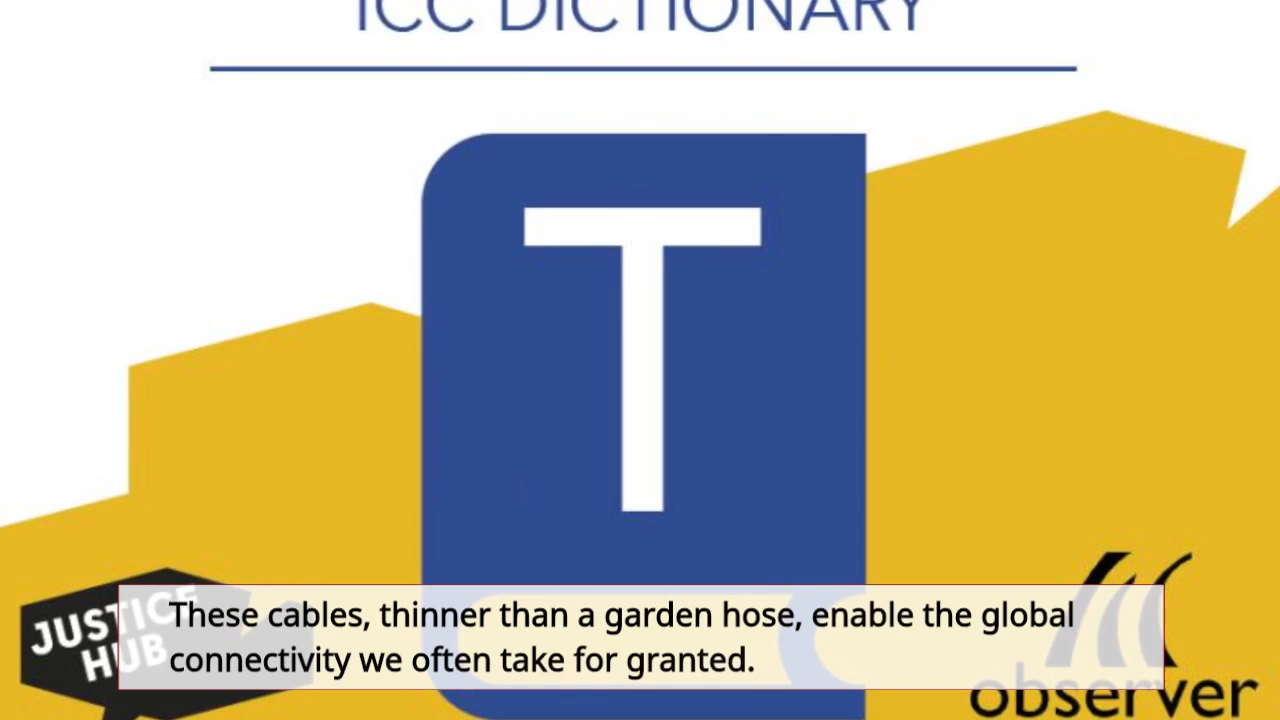 ICC DICTIONARY
T
JUSTICE
HUB
These cables, thinner than a garden hose, enable the global
connectivity we often take for granted.
observer